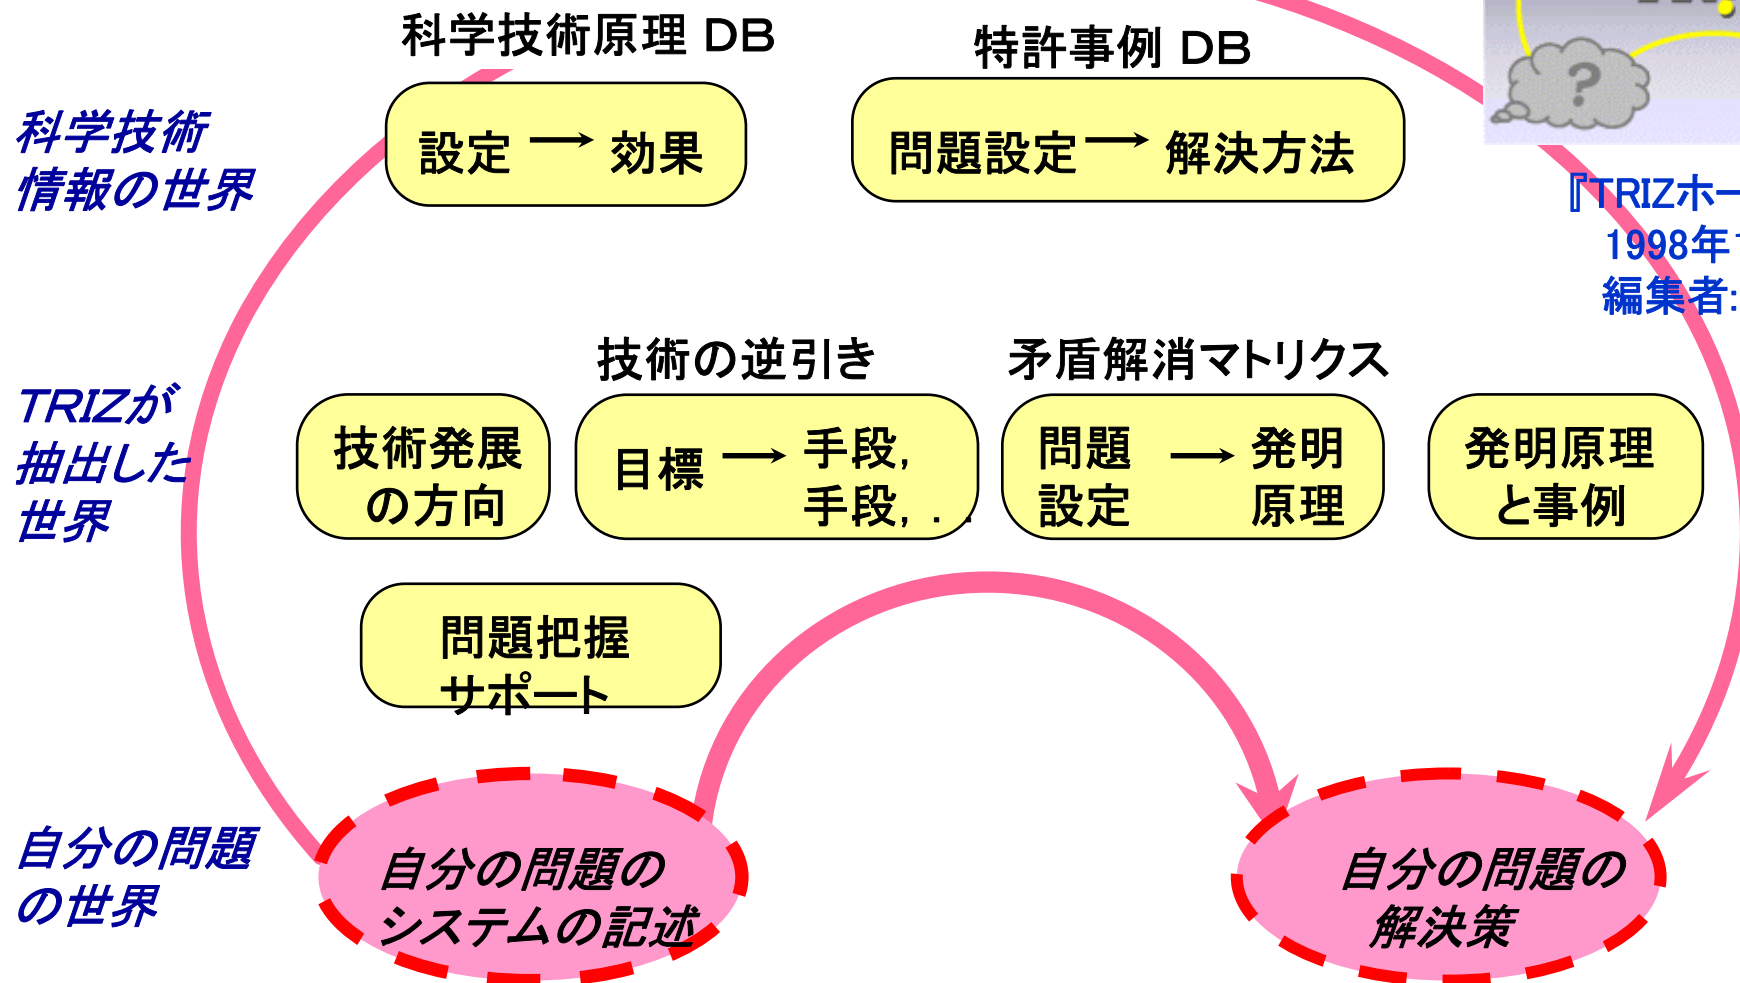 科学技術原理 DB
特許事例 DB
科学技術
情報の世界
設定 → 効果
問題設定 → 解決方法
?
『TRIZホー
1998年
編集者:
技術の逆引き
矛盾解消マトリクス
TRIZが
抽出した
世界
技術発展
の方向
目標 → 手段,
手段, . .
問題
設定
→ 発明
原理
発明原理
と事例
問題把握
サポート
自分の問題
の世界
自分の問題の
システムの記述
自分の問題の
解決策